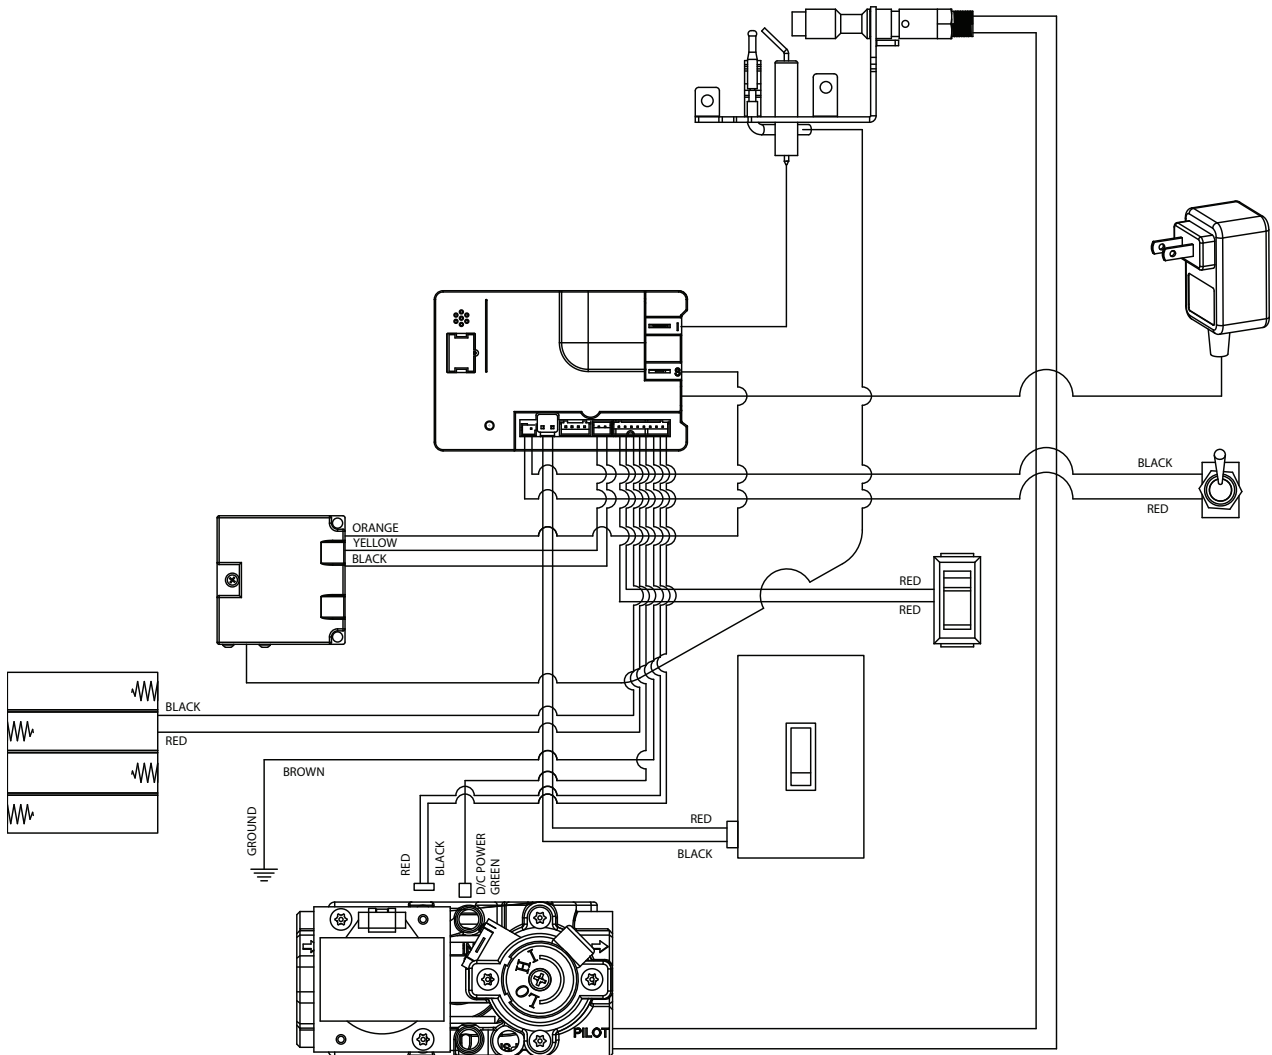 I
S
BLACK
RED
ORANGE
YELLOW
BLACK
RED
RED
BLACK
RED
BROWN
GROUND
RED
BLACK
D/C POWER
GREEN
RED
BLACK
HI
LO
PILOT